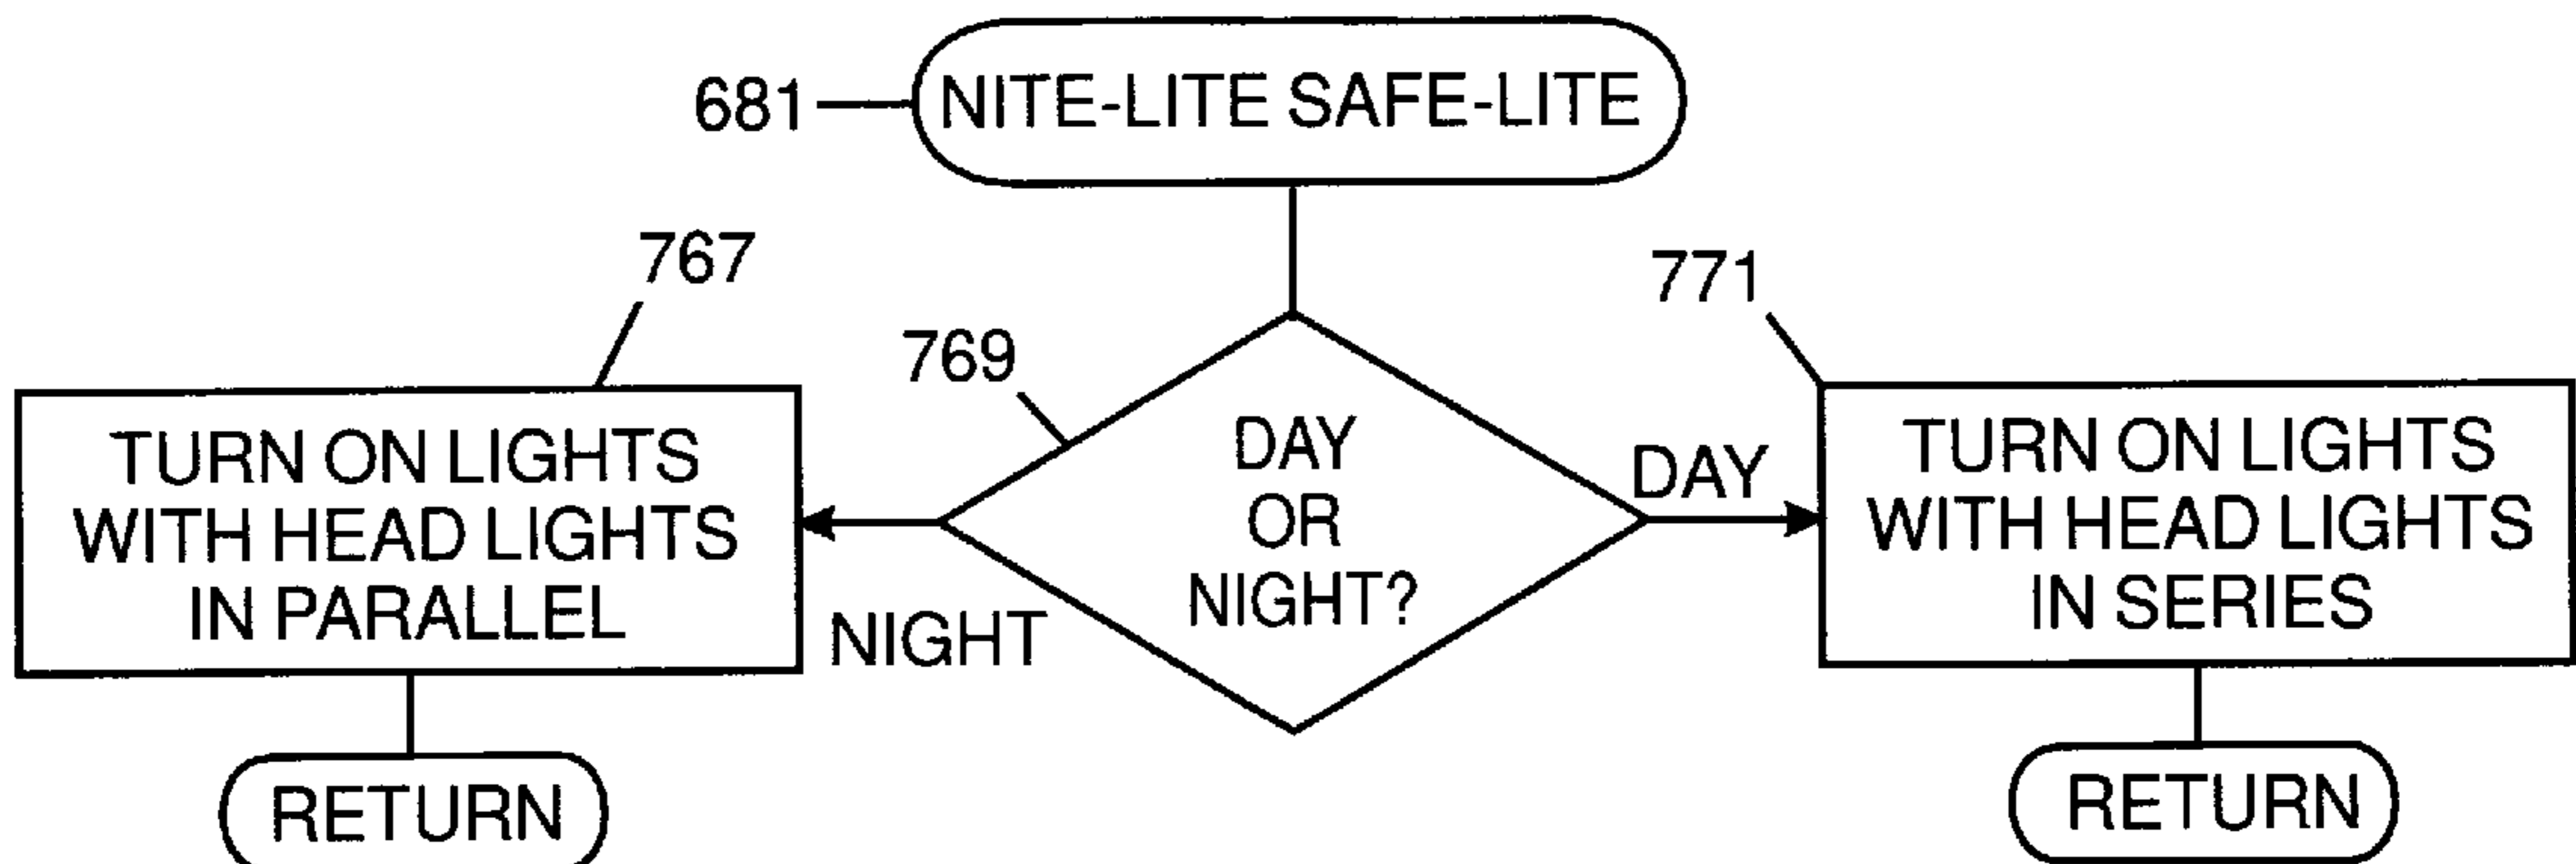 681
NITE-LITE SAFE-LITE
767
769
771
TURN ON LIGHTS
WITH HEAD LIGHTS
IN PARALLEL
NIGHT
DAY
OR
NIGHT?
DAY
TURN ON LIGHTS
WITH HEAD LIGHTS
IN SERIES
RETURN
RETURN